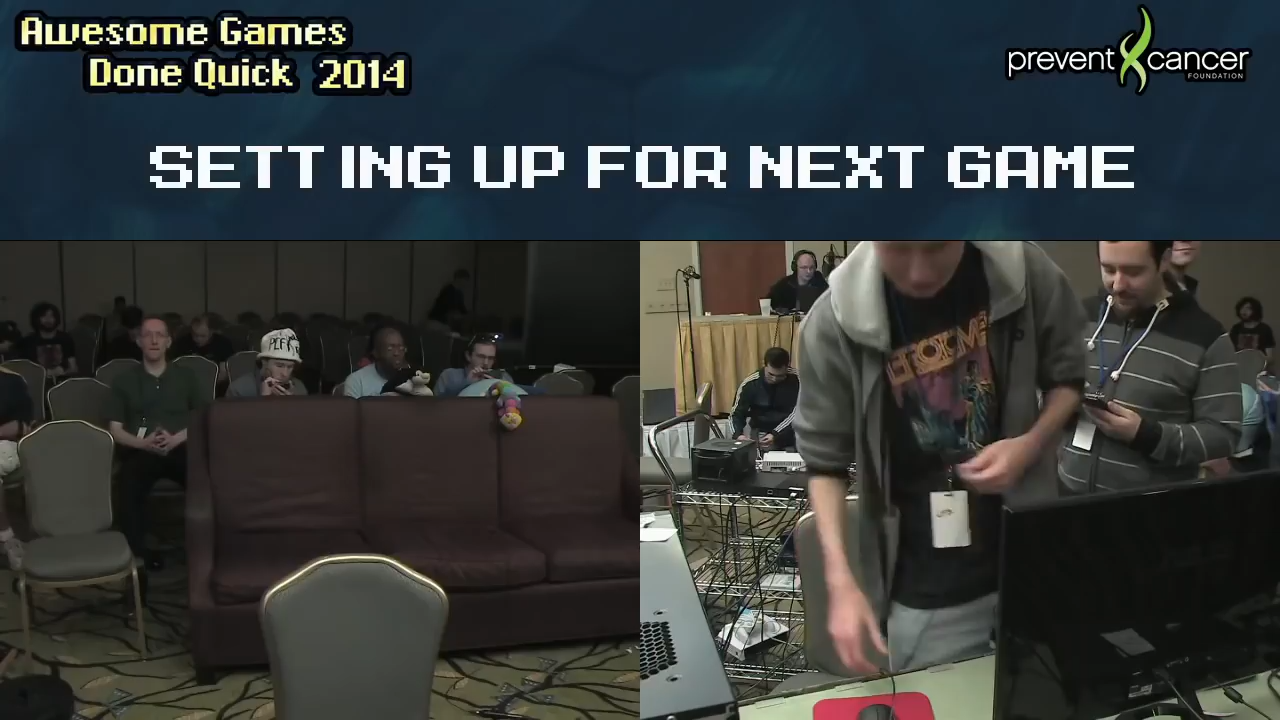 Awesome Games
Done Quick 2014
prevent cancer
FOUNDATION
SETTING UP FOR NEXT GAME